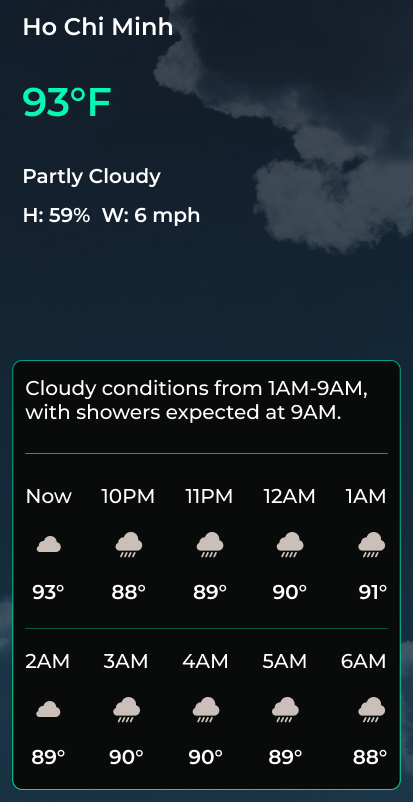 Ho Chi Minh
93°F
Partly Cloudy
H: 59% W: 6 mph
Cloudy conditions from 1AM-9AM,
with showers expected at 9AM.
Now 10PM 11PM 12AM 1AM
93° 88° 89° 90° 91°
2AM 3AM 4AM 5AM 6AM
89° 90° 90° 89° 88°